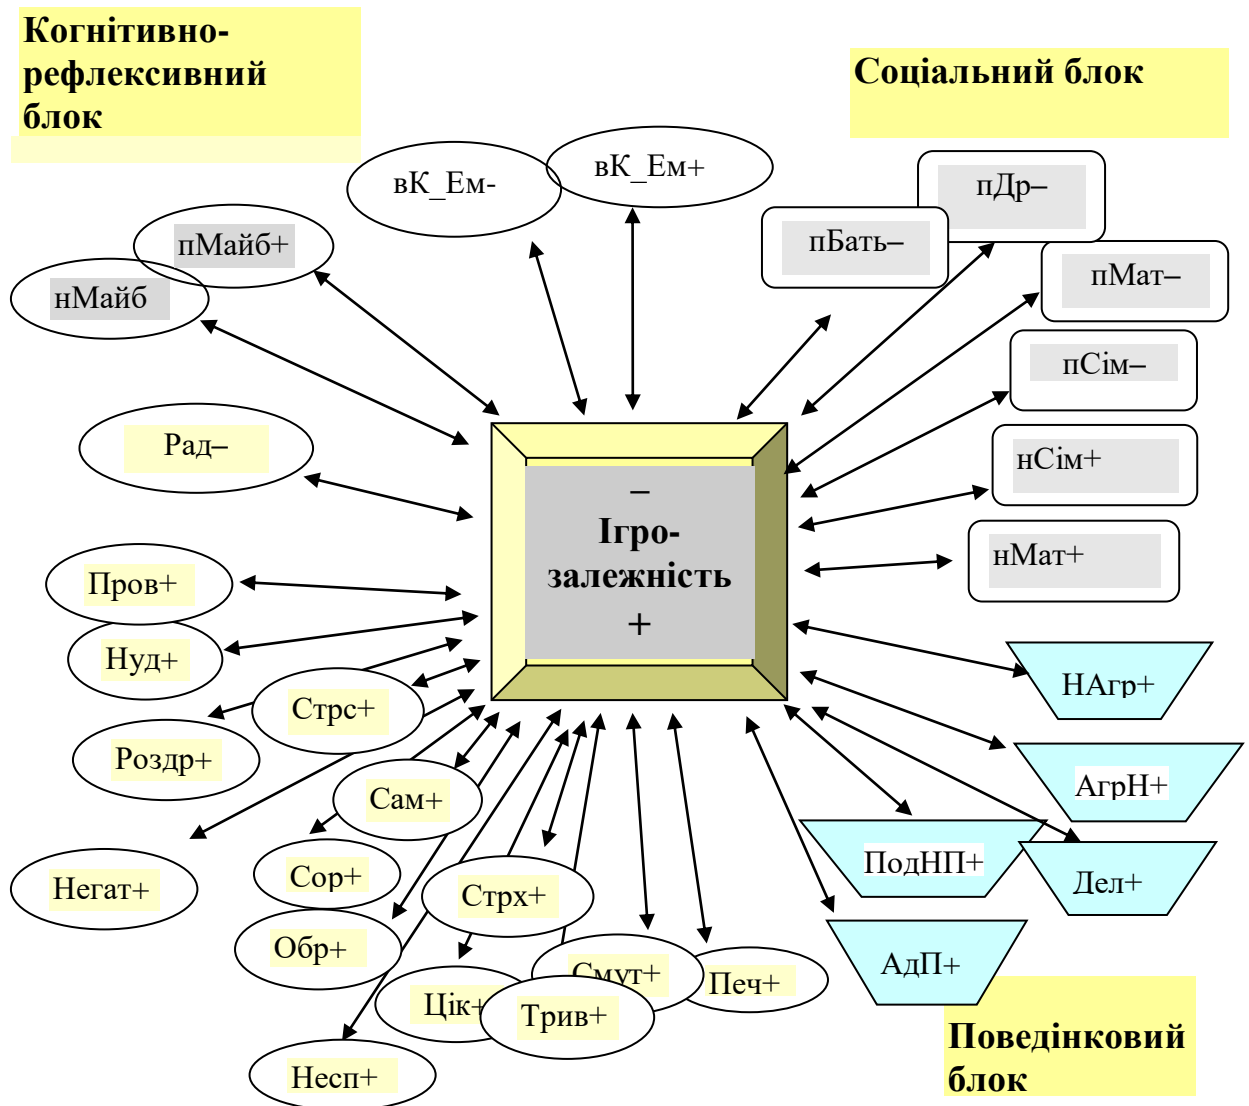 Когнітивно-
рефлексивний
блок
Соціальний блок
вК_Ем-
вК_Ем+
пДр–
пБать–
пМайб+
нМайб
пМат–
пСім–
Рад–
нСім+
–
Ігро-
залежність
+
нМат+
Пров+
Нуд+
НАгр+
Стрс+
Роздр+
АгрН+
Сам+
ПодНП+
Дел+
Сор+
Негат+
Стрх+
Обр+
АдП+
Смут+
Печ+
Цік+
Трив+
Несп+
Поведінковий
блок